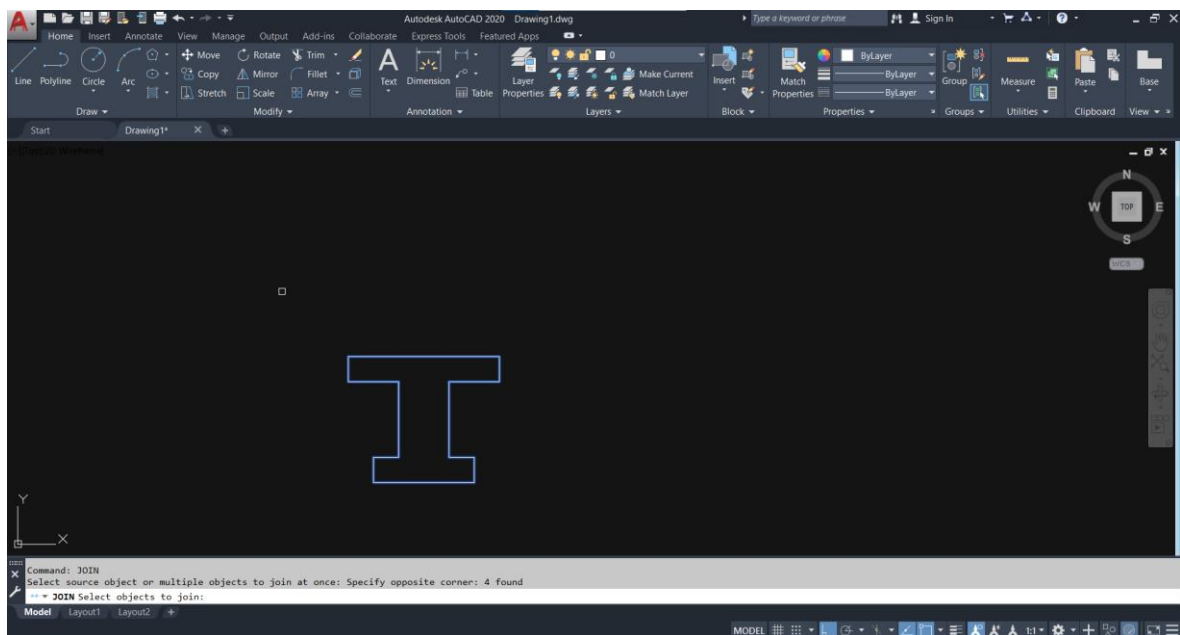 Autodesk AutoCAD 2020 Drawing1.dwg Type a keyword or phrase Sign In
Home Insert Annotate View Manage Output Add-ins Collaborate Express Tools Featured Apps
Line Polyline Circle Arc
Move Rotate Trim
Copy Mirror Fillet
Stretch Scale Array
Text Dimension
Table
Layer Properties
0
Make Current
Match Layer
Insert
Match Properties
ByLayer
ByLayer
ByLayer
Group
Measure
Paste
Base
Draw Modify Annotation Layers Block Properties Groups Utilities Clipboard View
Start Drawing1* +
N
W TOP E
S
WCS
Y
X
Command: JOIN
Select source object or multiple objects to join at once: Specify opposite corner: 4 found
JOIN Select objects to join:
Model Layout1 Layout2 +
MODEL 1:1